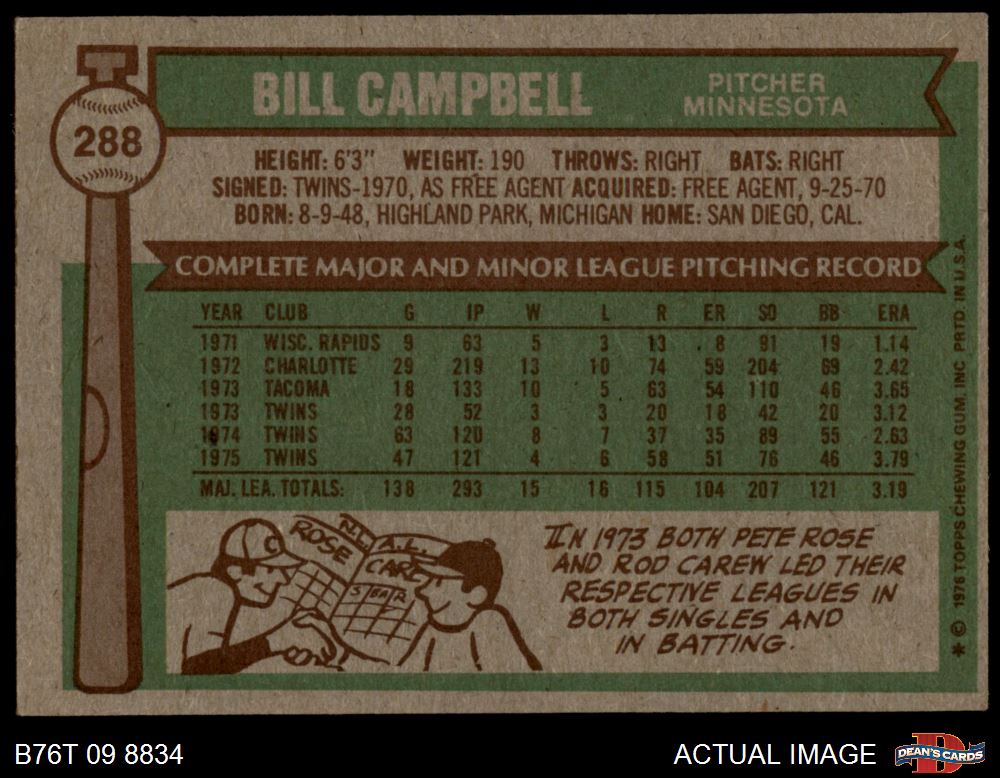 288
BILL CAMPBELL
PITCHER
MINNESOTA
HEIGHT: 6'3" WEIGHT: 190 THROWS: RIGHT BATS: RIGHT
SIGNED: TWINS-1970, AS FREE AGENT ACQUIRED: FREE AGENT, 9-25-70
BORN: 8-9-48, HIGHLAND PARK, MICHIGAN HOME: SAN DIEGO, CAL.
COMPLETE MAJOR AND MINOR LEAGUE PITCHING RECORD
YEAR CLUB G IP W L R ER SO BB ERA
1971 WISC. RAPIDS 9 63 5 3 13 8 91 19 1.14
1972 CHARLOTTE 29 219 13 10 74 59 204 69 2.42
1973 TACOMA 18 133 10 5 63 54 110 46 3.65
1973 TWINS 28 52 3 3 20 18 42 20 3.12
1974 TWINS 63 120 8 7 37 35 89 55 2.63
1975 TWINS 47 121 4 6 58 51 76 46 3.79
MAJ. LEA. TOTALS: 138 293 15 16 115 104 207 121 3.19
C
ROSE
N.L.
A.L.
CAREW
IN 1973 BOTH PETE ROSE
AND ROD CAREW LED THEIR
RESPECTIVE LEAGUES IN
BOTH SINGLES AND
IN BATTING.
* © 1976 TOPPS CHEWING GUM, INC PRTD. IN U.S.A.
B76T 09 8834
ACTUAL IMAGE
D
DEAN'S CARDS